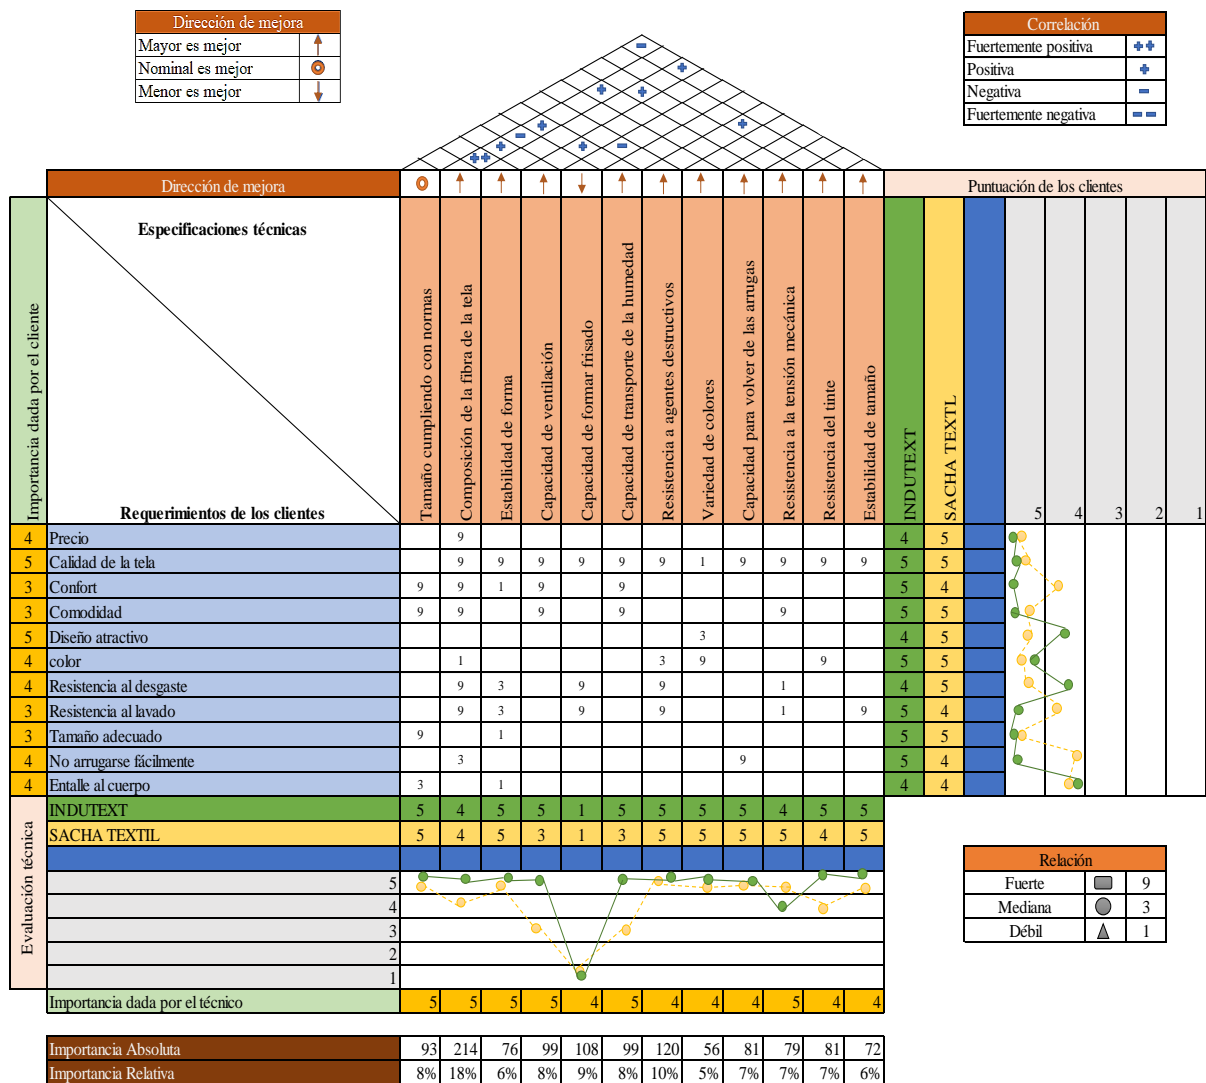 Dirección de mejora
Mayor es mejor
Nominal es mejor
Menor es mejor
Correlación
Fuertemente positiva
Positiva
Negativa
Fuertemente negativa
Dirección de mejora
Puntuación de los clientes
Importancia dada por el cliente
Especificaciones técnicas
Requerimientos de los clientes
Tamaño cumpliendo con normas
Composición de la fibra de la tela
Estabilidad de forma
Capacidad de ventilación
Capacidad de formar frisado
Capacidad de transporte de la humedad
Resistencia a agentes destructivos
Variedad de colores
Capacidad para volver de las arrugas
Resistencia a la tensión mecánica
Resistencia del tinte
Estabilidad de tamaño
INDUTEXT
SACHA TEXTL
5 4 3 2 1
4 Precio 9 4 5
5 Calidad de la tela 9 9 9 9 9 9 1 9 9 9 9 5 5
3 Confort 9 9 1 9 9 5 4
3 Comodidad 9 9 9 9 9 5 5
5 Diseño atractivo 3 4 5
4 color 1 3 9 9 5 5
4 Resistencia al desgaste 9 3 9 9 1 4 5
3 Resistencia al lavado 9 3 9 9 1 9 5 4
3 Tamaño adecuado 9 1 5 5
4 No arrugarse fácilmente 3 9 5 4
4 Entalle al cuerpo 3 1 4 4
Evaluación técnica
INDUTEXT 5 4 5 5 1 5 5 5 5 4 5 5
SACHA TEXTIL 5 4 5 3 1 3 5 5 5 5 4 5
5
4
3
2
1
Importancia dada por el técnico 5 5 5 5 4 5 4 4 4 5 4 4
Relación
Fuerte 9
Mediana 3
Débil 1
Importancia Absoluta 93 214 76 99 108 99 120 56 81 79 81 72
Importancia Relativa 8% 18% 6% 8% 9% 8% 10% 5% 7% 7% 7% 6%